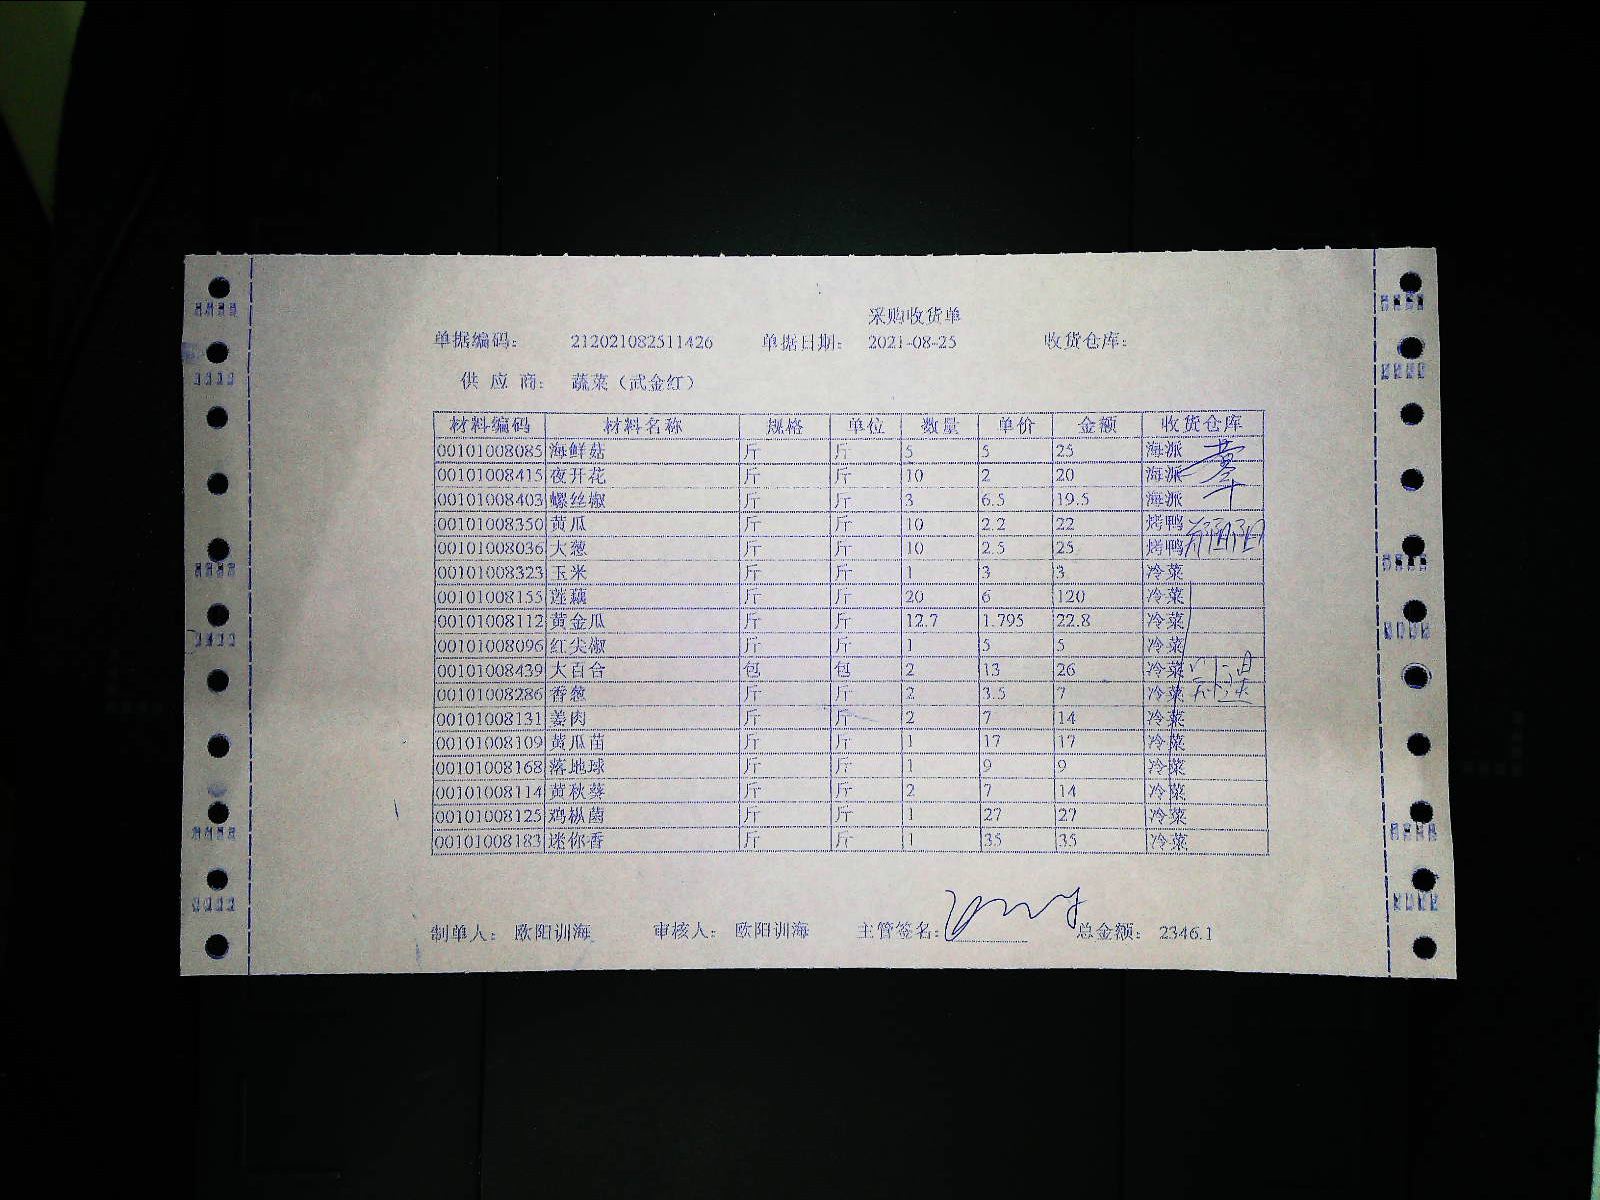 采购收货单
单据编码： 212021082511426 单据日期： 2021-08-25 收货仓库：
供 应 商： 蔬菜（武金红）
材料编码 材料名称 规格 单位 数量 单价 金额 收货仓库
00101008085 海鲜菇 斤 斤 5 5 25 海派
00101008415 夜开花 斤 斤 10 2 20 海派
00101008403 螺丝椒 斤 斤 3 6.5 19.5 海派
00101008350 黄瓜 斤 斤 10 2.2 22 烤鸭
00101008036 大葱 斤 斤 10 2.5 25 烤鸭
00101008323 玉米 斤 斤 1 3 3 冷菜
00101008155 莲藕 斤 斤 20 6 120 冷菜
00101008112 黄金瓜 斤 斤 12.7 1.795 22.8 冷菜
00101008096 红尖椒 斤 斤 1 5 5 冷菜
00101008439 大百合 包 包 2 13 26 冷菜
00101008286 香葱 斤 斤 2 3.5 7 冷菜
00101008131 姜肉 斤 斤 2 7 14 冷菜
00101008109 黄瓜苗 斤 斤 1 17 17 冷菜
00101008168 落地球 斤 斤 1 9 9 冷菜
00101008114 黄秋葵 斤 斤 2 7 14 冷菜
00101008125 鸡枞菌 斤 斤 1 27 27 冷菜
00101008183 迷你香 斤 斤 1 35 35 冷菜
制单人： 欧阳训海 审核人： 欧阳训海 主管签名： 总金额： 2346.1